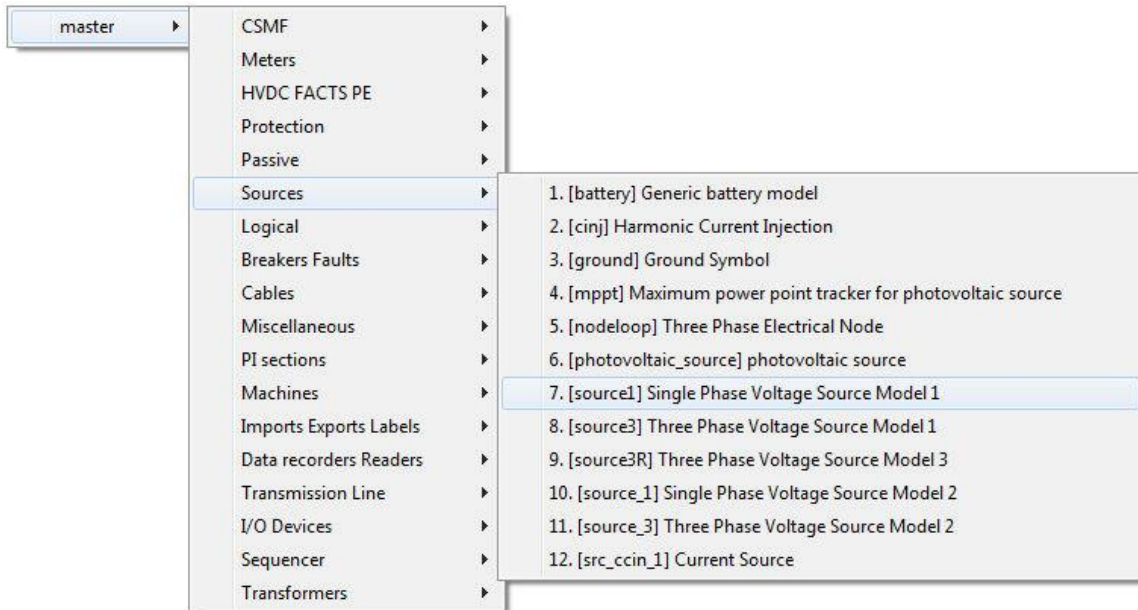 master
CSMF
Meters
HVDC FACTS PE
Protection
Passive
Sources
Logical
Breakers Faults
Cables
Miscellaneous
PI sections
Machines
Imports Exports Labels
Data recorders Readers
Transmission Line
I/O Devices
Sequencer
Transformers
1. [battery] Generic battery model
2. [cinj] Harmonic Current Injection
3. [ground] Ground Symbol
4. [mppt] Maximum power point tracker for photovoltaic source
5. [nodeloop] Three Phase Electrical Node
6. [photovoltaic_source] photovoltaic source
7. [source1] Single Phase Voltage Source Model 1
8. [source3] Three Phase Voltage Source Model 1
9. [source3R] Three Phase Voltage Source Model 3
10. [source_1] Single Phase Voltage Source Model 2
11. [source_3] Three Phase Voltage Source Model 2
12. [src_ccin_1] Current Source